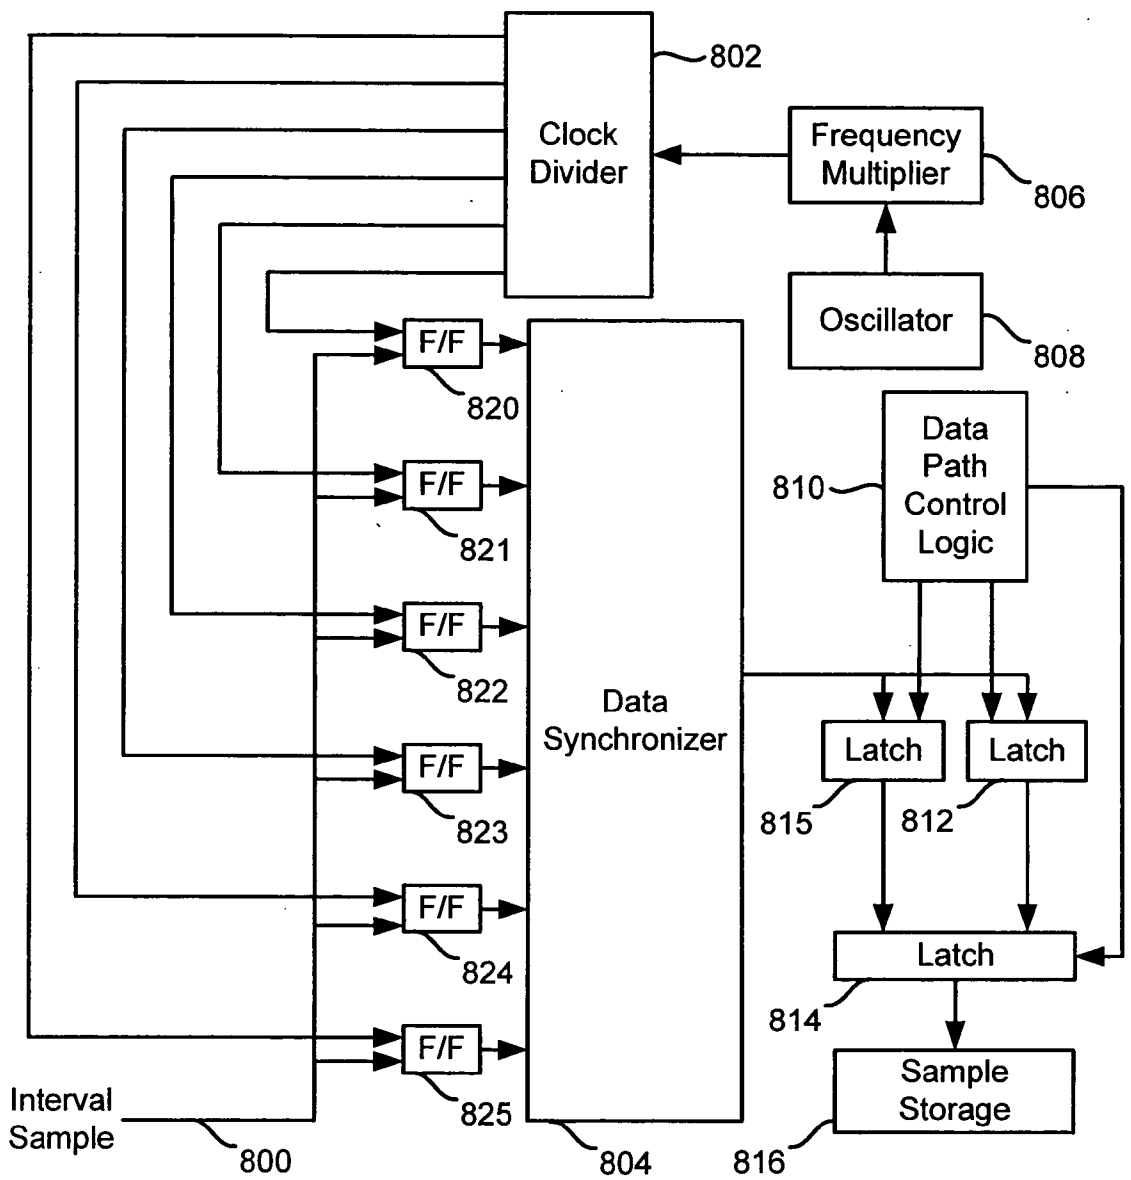 802
Clock
Divider
Frequency
Multiplier
806
Oscillator
808
F/F
820
Data
Path
Control
Logic
810
F/F
821
F/F
822
Data
Synchronizer
Latch
Latch
815
812
F/F
823
F/F
824
Latch
814
F/F
825
Sample
Storage
816
Interval
Sample
800
804